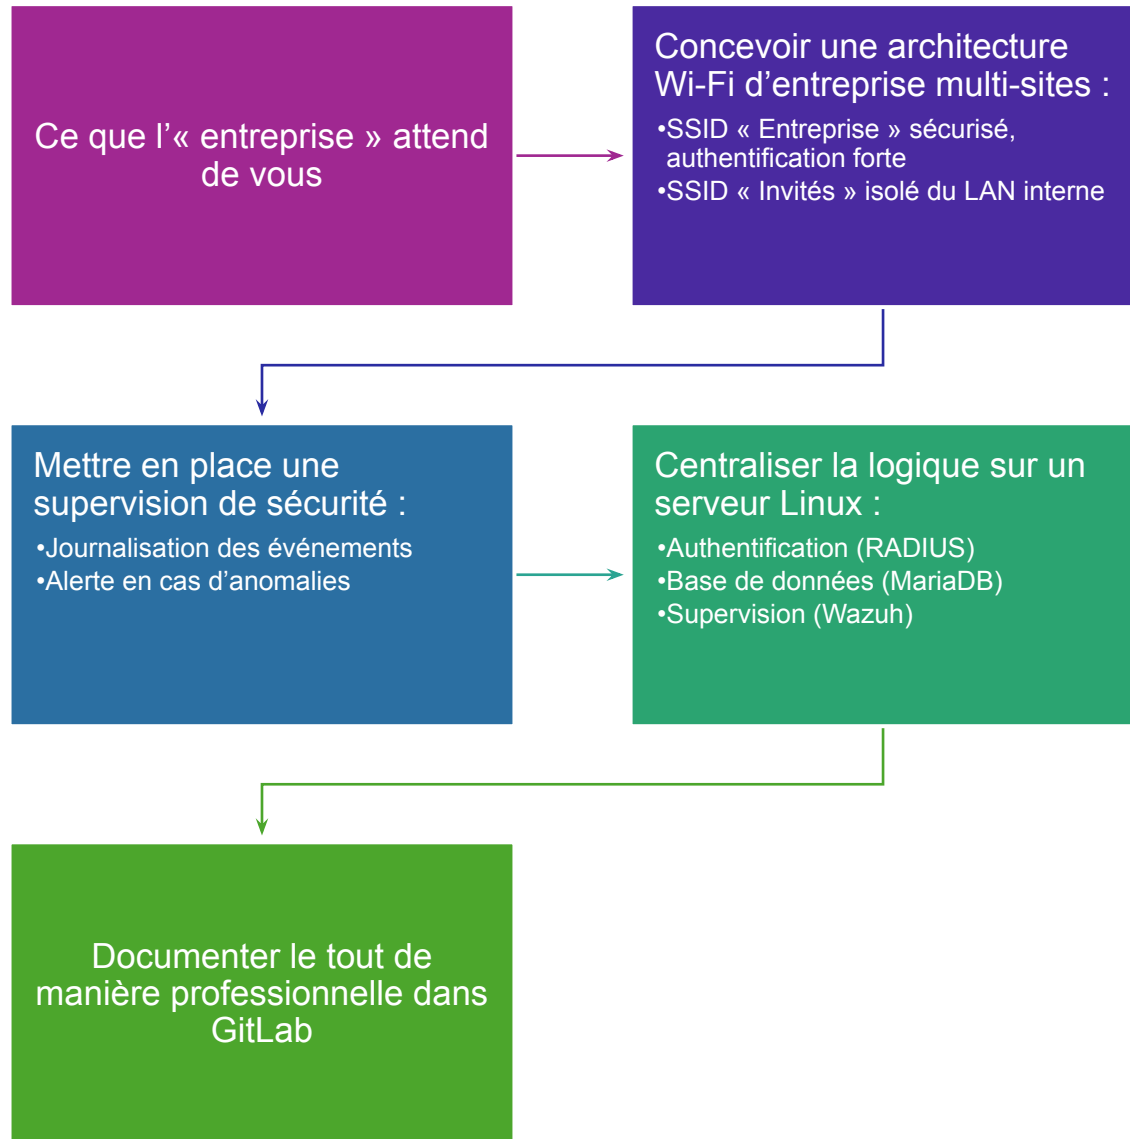 Ce que l’« entreprise » attend
de vous
Concevoir une architecture
Wi-Fi d’entreprise multi-sites :
•SSID « Entreprise » sécurisé,
authentification forte
•SSID « Invités » isolé du LAN interne
Mettre en place une
supervision de sécurité :
•Journalisation des événements
•Alerte en cas d’anomalies
Centraliser la logique sur un
serveur Linux :
•Authentification (RADIUS)
•Base de données (MariaDB)
•Supervision (Wazuh)
Documenter le tout de
manière professionnelle dans
GitLab